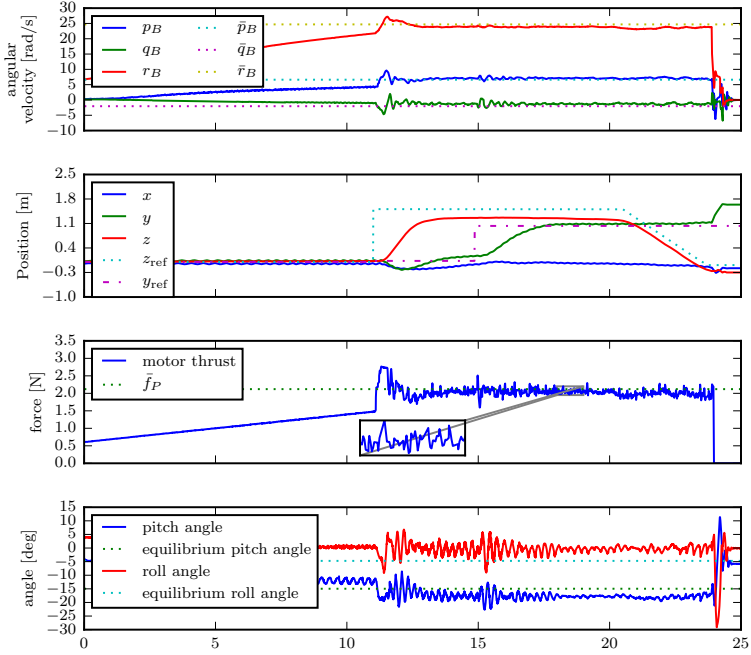 30
25
20
15
10
5
0
−5
−10
angular
velocity [rad/s]
p_B
q_B
r_B
p̄_B
q̄_B
r̄_B
2.5
1.8
1.1
0.4
−0.3
−1.0
Position [m]
x
y
z
z_ref
y_ref
3.5
3.0
2.5
2.0
1.5
1.0
0.5
0.0
force [N]
motor thrust
f̄_P
15
10
5
0
−5
−10
−15
−20
−25
−30
angle [deg]
pitch angle
equilibrium pitch angle
roll angle
equilibrium roll angle
0 5 10 15 20 25